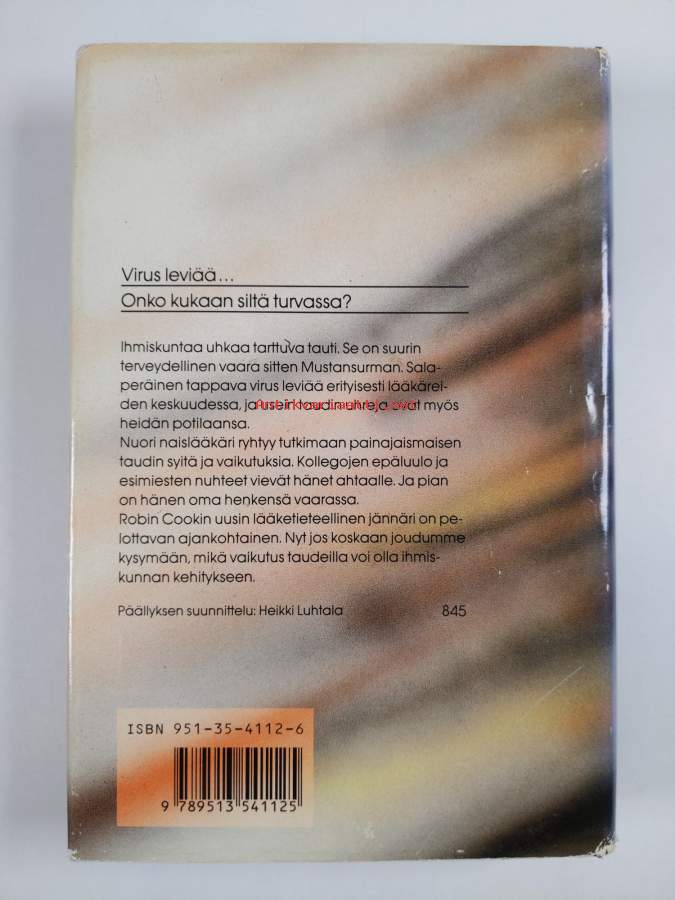 Virus leviää...
Onko kukaan siltä turvassa?
Ihmiskuntaa uhkaa tarttuva tauti. Se on suurin
terveydellinen vaara sitten Mustansurman. Sala-
peräinen tappava virus leviää erityisesti lääkärei-
den keskuudessa, ja usein taudin uhreja ovat myös
heidän potilaansa.
Nuori naislääkäri ryhtyy tutkimaan painajaismaisen
taudin syitä ja vaikutuksia. Kollegojen epäluulo ja
esimiesten nuhteet vievät hänet ahtaalle. Ja pian
on hänen oma henkensä vaarassa.
Robin Cookin uusin lääketieteellinen jännäri on pe-
lottavan ajankohtainen. Nyt jos koskaan joudumme
kysymään, mikä vaikutus taudeilla voi olla ihmis-
kunnan kehitykseen.
Päällyksen suunnittelu: Heikki Luhtala 845
ISBN 951-35-4112-6
9 789513 541125